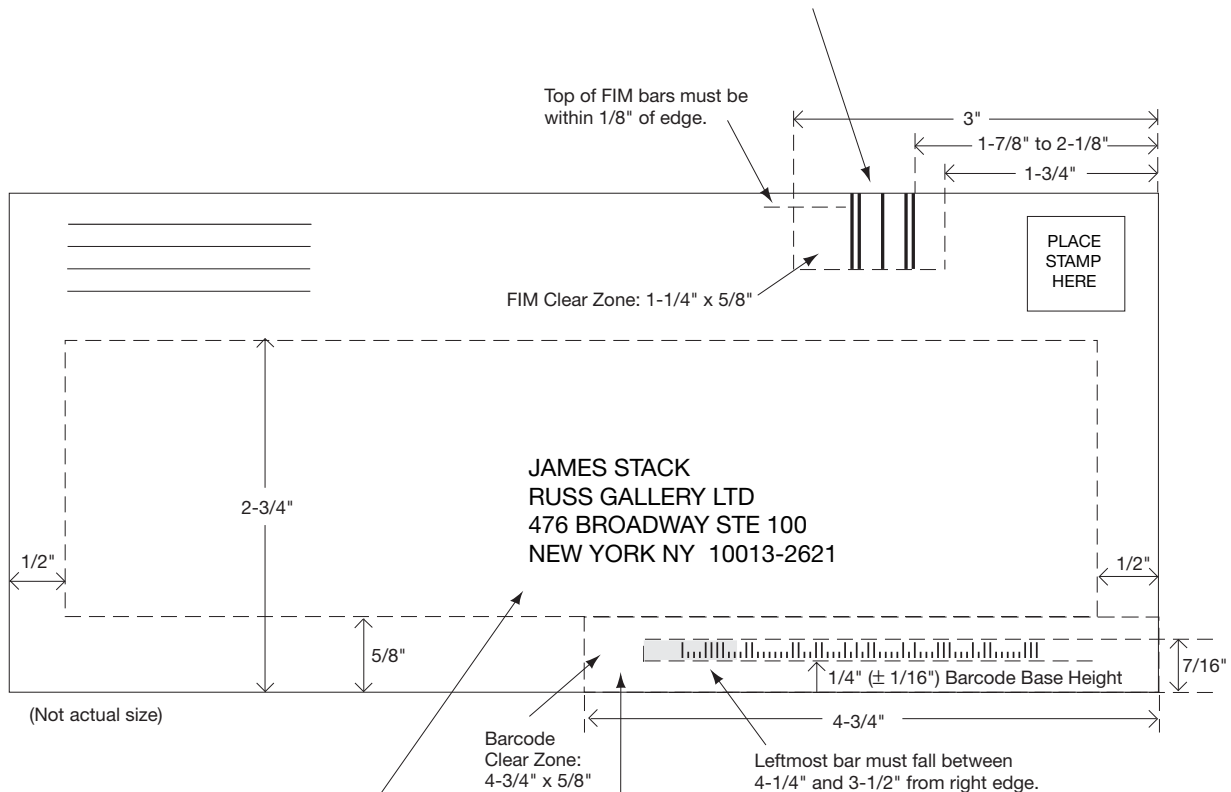 Top of FIM bars must be
within 1/8" of edge.
3"
1-7/8" to 2-1/8"
1-3/4"
PLACE
STAMP
HERE
FIM Clear Zone: 1-1/4" x 5/8"
JAMES STACK
RUSS GALLERY LTD
476 BROADWAY STE 100
NEW YORK NY 10013-2621
2-3/4"
1/2"
1/2"
5/8"
7/16"
1/4" (± 1/16") Barcode Base Height
(Not actual size)
4-3/4"
Barcode
Clear Zone:
4-3/4" x 5/8"
Leftmost bar must fall between
4-1/4" and 3-1/2" from right edge.